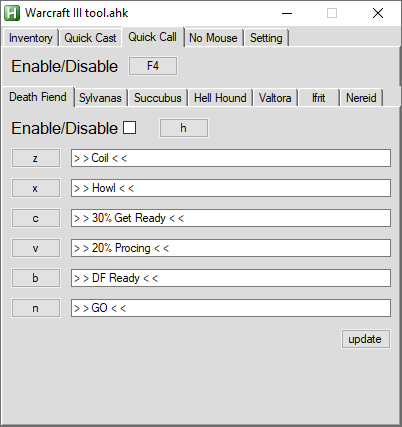 H Warcraft III tool.ahk
Inventory Quick Cast Quick Call No Mouse Setting
Enable/Disable F4
Death Fiend Sylvanas Succubus Hell Hound Valtora Ifrit Nereid
Enable/Disable h
z > > Coil < <
x > > Howl < <
c > > 30% Get Ready < <
v > > 20% Procing < <
b > > DF Ready < <
n > > GO < <
update